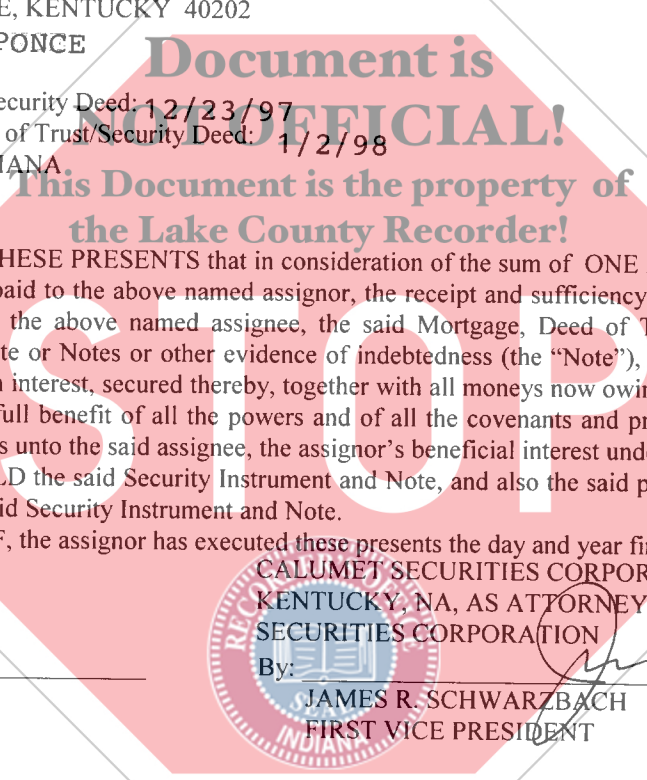 E, KENTUCKY 40202
PONCE
Document is
ecurity Deed: 12/23/97
NOT OFFICIAL!
of Trust/Security Deed: 1/2/98
IANA
This Document is the property of
the Lake County Recorder!
HESE PRESENTS that in consideration of the sum of ONE
paid to the above named assignor, the receipt and sufficiency
the above named assignee, the said Mortgage, Deed of T
te or Notes or other evidence of indebtedness (the “Note”),
n interest, secured thereby, together with all moneys now owin
full benefit of all the powers and of all the covenants and pr
s unto the said assignee, the assignor’s beneficial interest unde
LD the said Security Instrument and Note, and also the said p
id Security Instrument and Note.
STOP
F, the assignor has executed these presents the day and year fir
CALUMET SECURITIES CORPOR
KENTUCKY, NA, AS ATTORNEY
SECURITIES CORPORATION
By:
JAMES R. SCHWARZBACH
FIRST VICE PRESIDENT
RECORDER'S OFFICE
SEAL
INDIANA